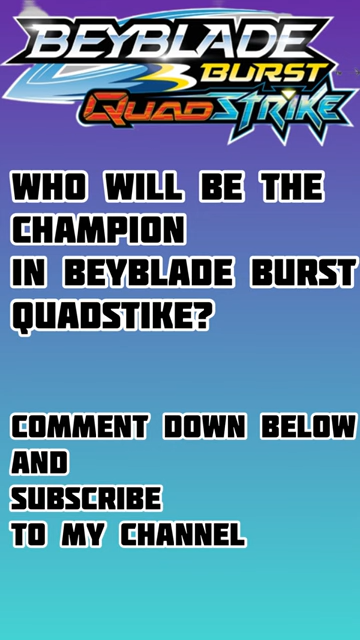 BEYBLADE
BURST
QUADSTRIKE
WHO WILL BE THE
CHAMPION
IN BEYBLADE BURST
QUADSTIKE?
COMMENT DOWN BELOW
AND
SUBSCRIBE
TO MY CHANNEL